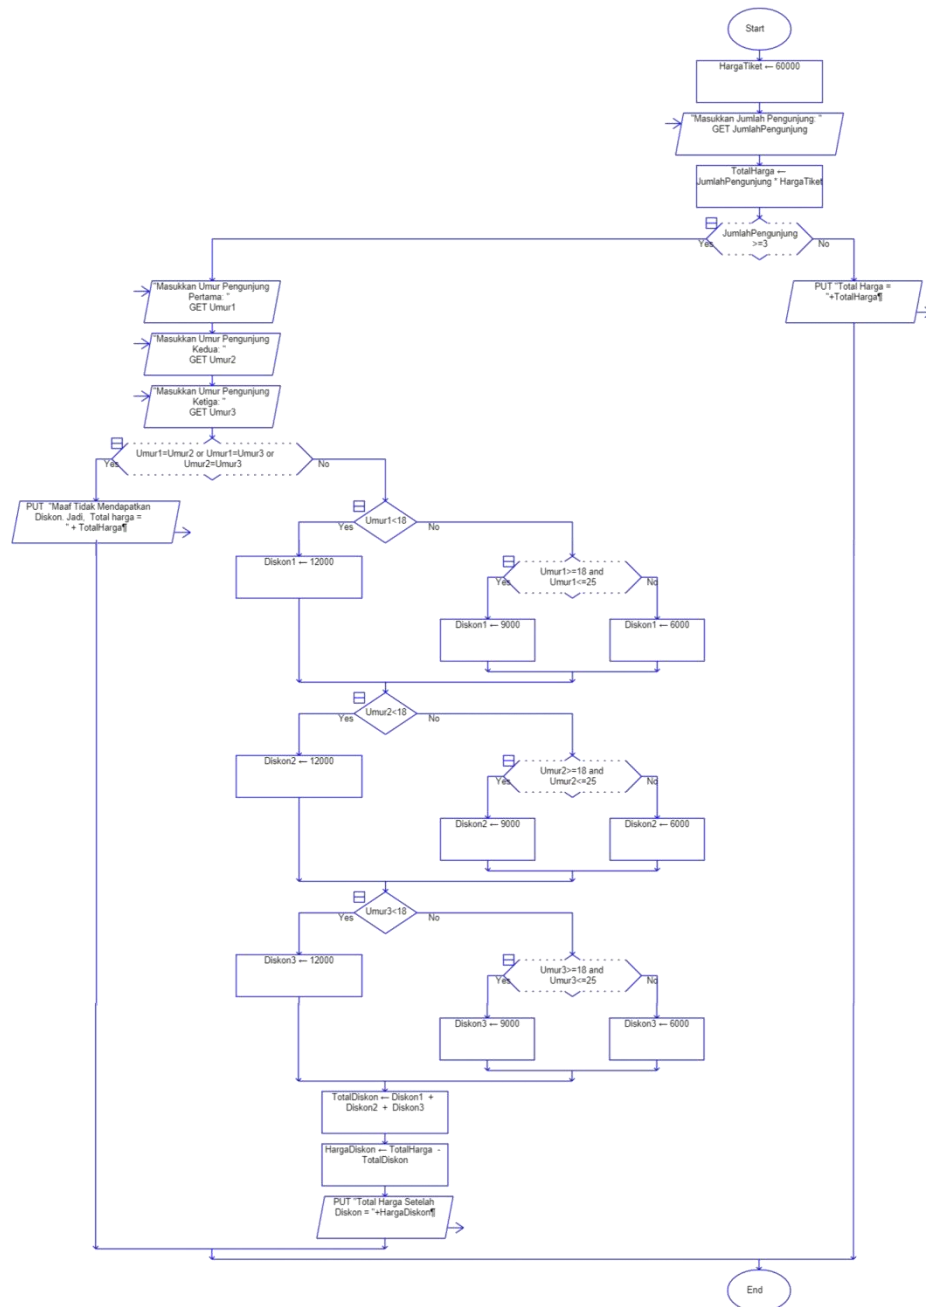 Start
HargaTiket ← 60000
"Masukkan Jumlah Pengunjung: "
GET JumlahPengunjung
TotalHarga ←
JumlahPengunjung * HargaTiket
JumlahPengunjung
>=3
Yes
No
"Masukkan Umur Pengunjung
Pertama: "
GET Umur1
"Masukkan Umur Pengunjung
Kedua: "
GET Umur2
"Masukkan Umur Pengunjung
Ketiga: "
GET Umur3
PUT "Total Harga =
"+TotalHarga¶
Umur1=Umur2 or Umur1=Umur3 or
Umur2=Umur3
Yes
No
PUT "Maaf Tidak Mendapatkan
Diskon. Jadi, Total harga =
" + TotalHarga¶
Umur1<18
Yes
No
Diskon1 ← 12000
Umur1>=18 and
Umur1<=25
Yes
No
Diskon1 ← 9000
Diskon1 ← 6000
Umur2<18
Yes
No
Diskon2 ← 12000
Umur2>=18 and
Umur2<=25
Yes
No
Diskon2 ← 9000
Diskon2 ← 6000
Umur3<18
Yes
No
Diskon3 ← 12000
Umur3>=18 and
Umur3<=25
Yes
No
Diskon3 ← 9000
Diskon3 ← 6000
TotalDiskon ← Diskon1 +
Diskon2 + Diskon3
HargaDiskon ← TotalHarga -
TotalDiskon
PUT "Total Harga Setelah
Diskon = "+HargaDiskon¶
End